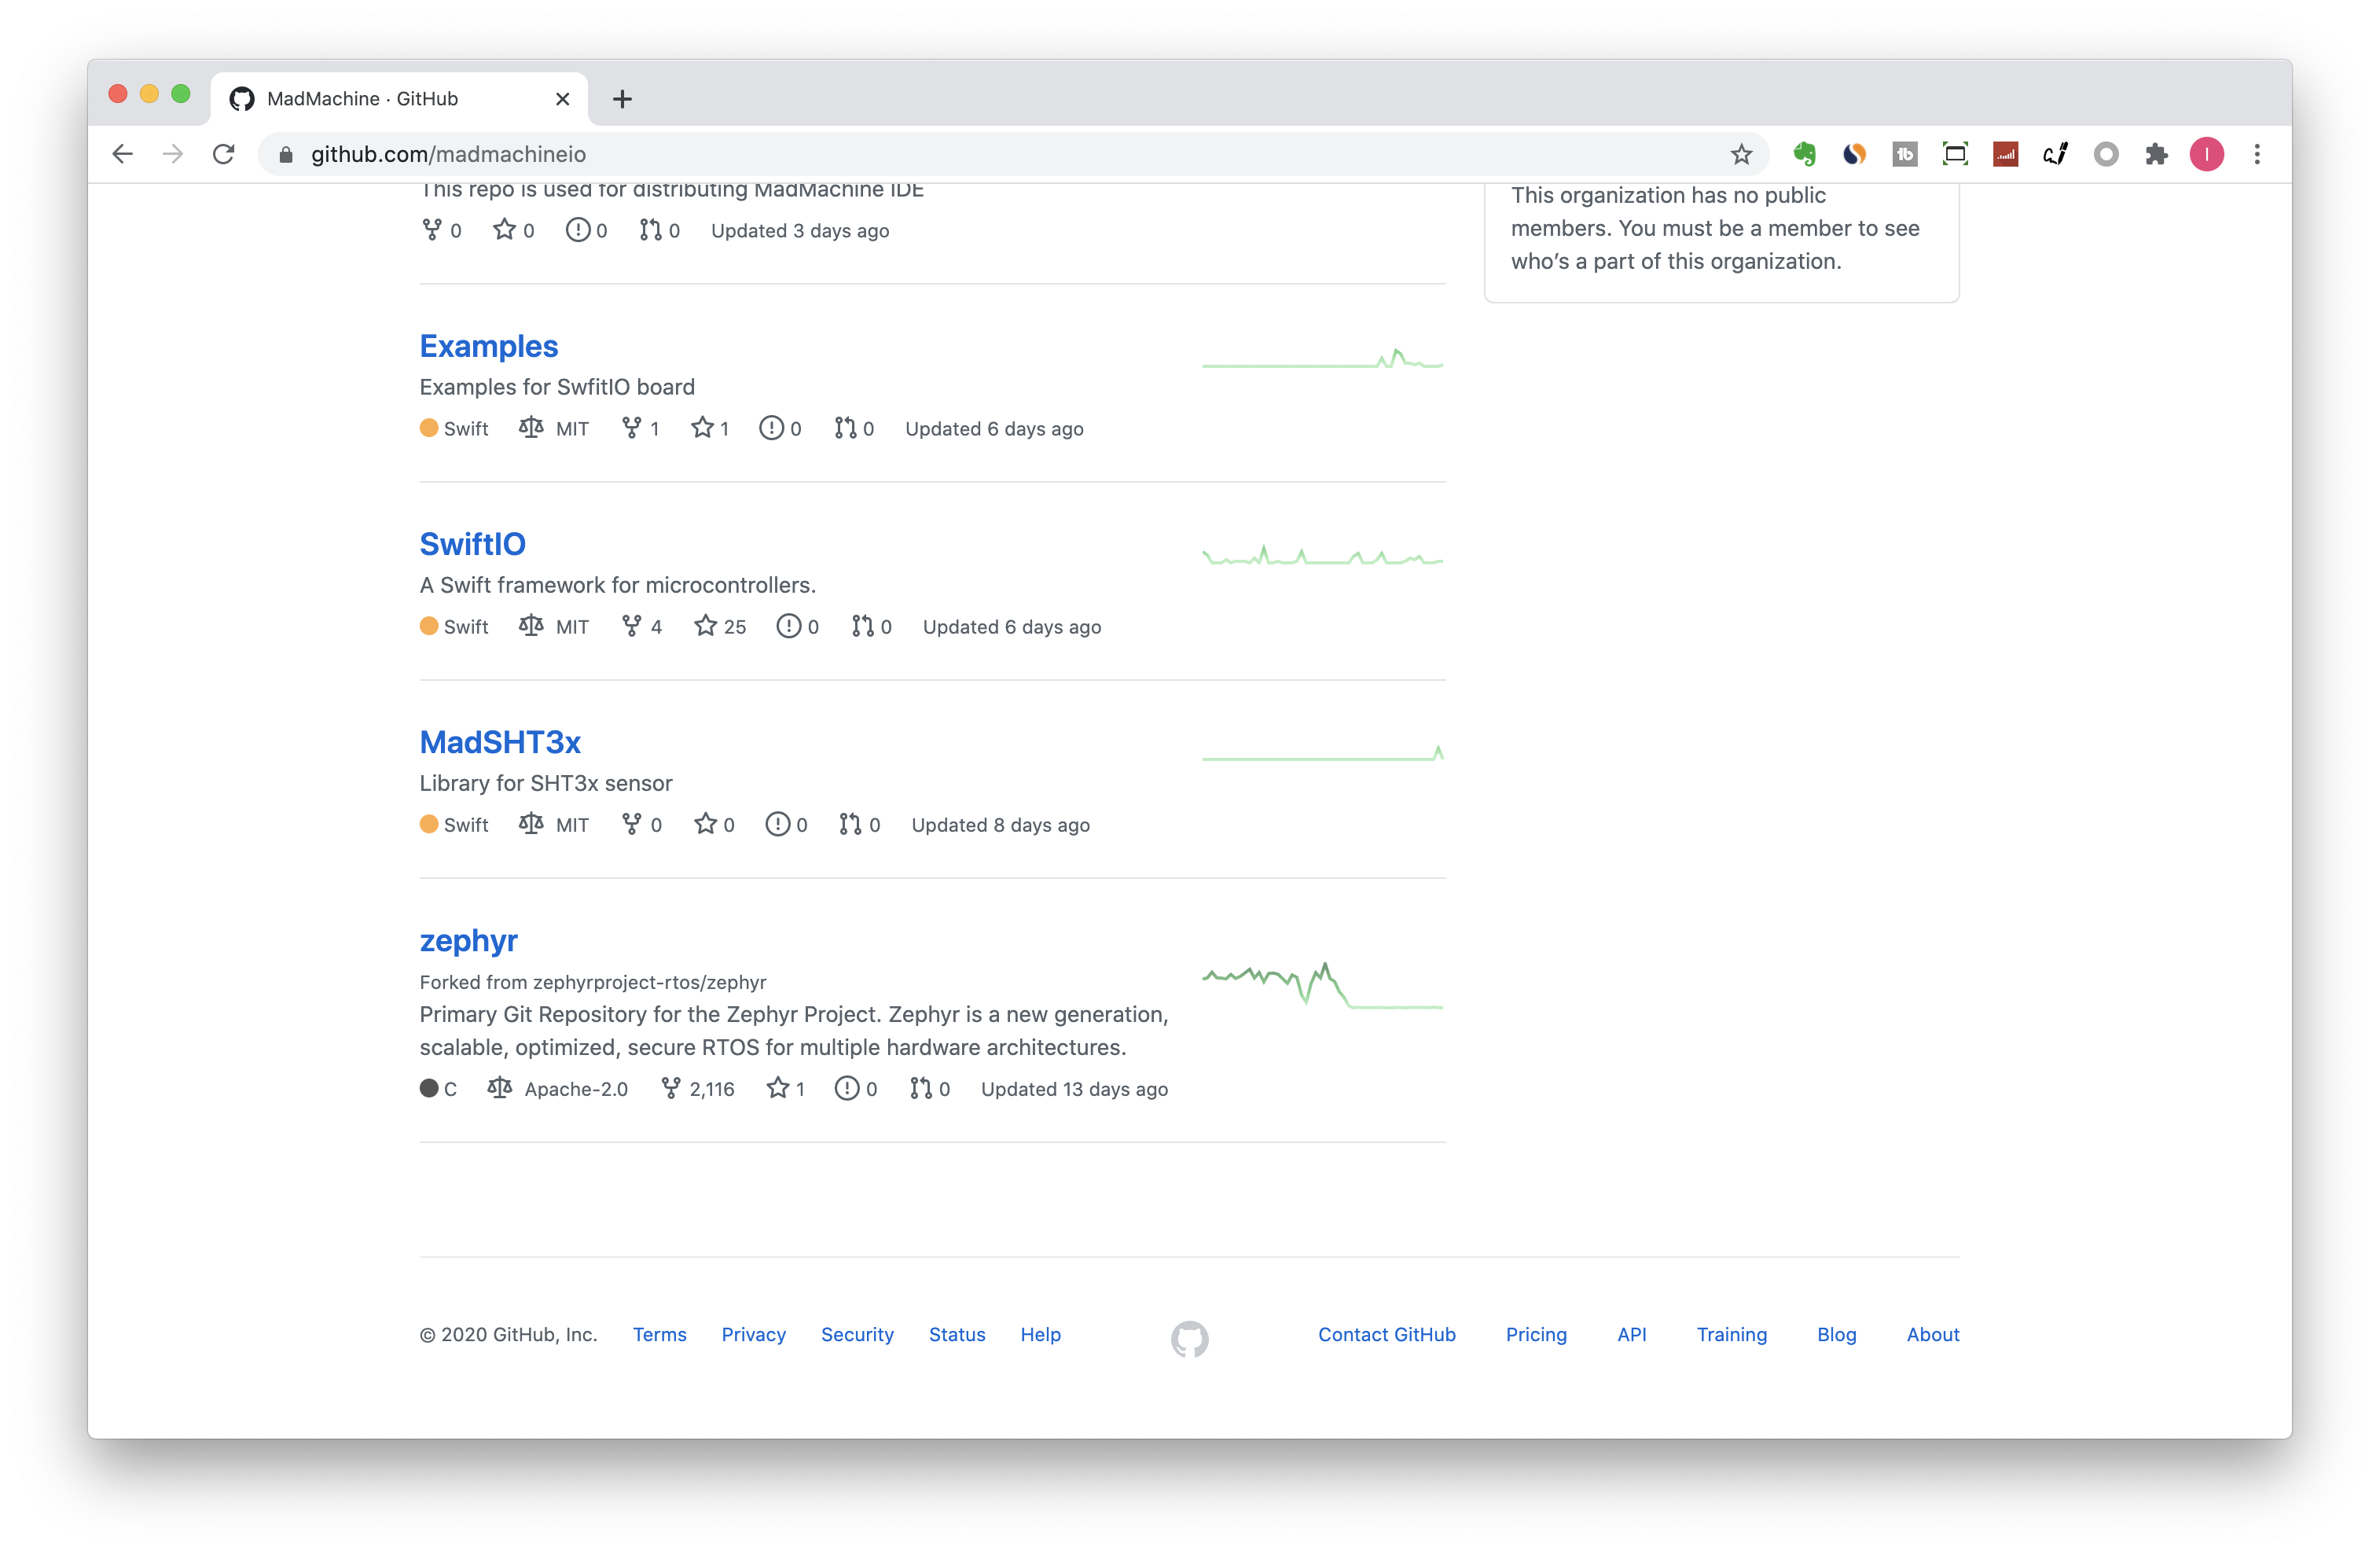 MadMachine · GitHub
github.com/madmachineio
This repo is used for distributing MadMachine IDE
0 0 0 0 Updated 3 days ago
This organization has no public
members. You must be a member to see
who’s a part of this organization.
Examples
Examples for SwfitIO board
Swift MIT 1 1 0 0 Updated 6 days ago
SwiftIO
A Swift framework for microcontrollers.
Swift MIT 4 25 0 0 Updated 6 days ago
MadSHT3x
Library for SHT3x sensor
Swift MIT 0 0 0 0 Updated 8 days ago
zephyr
Forked from zephyrproject-rtos/zephyr
Primary Git Repository for the Zephyr Project. Zephyr is a new generation,
scalable, optimized, secure RTOS for multiple hardware architectures.
C Apache-2.0 2,116 1 0 0 Updated 13 days ago
© 2020 GitHub, Inc. Terms Privacy Security Status Help Contact GitHub Pricing API Training Blog About